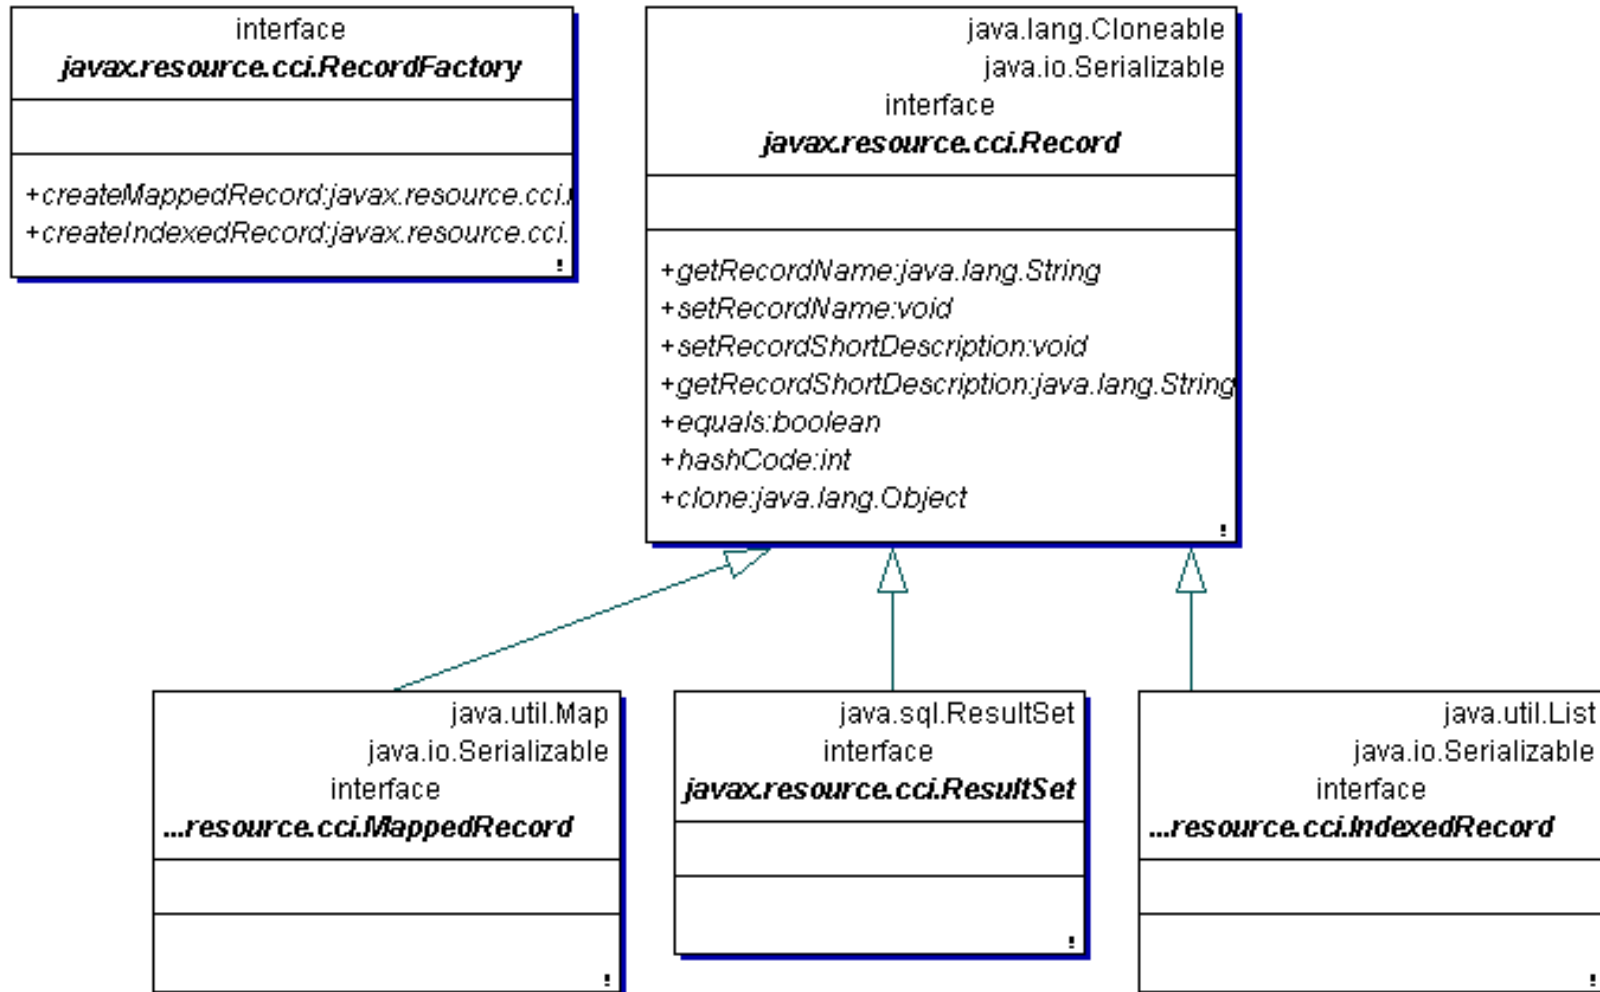 interface
javax.resource.cci.RecordFactory
+createMappedRecord:javax.resource.cci.
+createIndexedRecord:javax.resource.cci.
!
java.lang.Cloneable
java.io.Serializable
interface
javax.resource.cci.Record
+getRecordName:java.lang.String
+setRecordName:void
+setRecordShortDescription:void
+getRecordShortDescription:java.lang.String
+equals:boolean
+hashCode:int
+clone:java.lang.Object
!
java.util.Map
java.io.Serializable
interface
...resource.cci.MappedRecord
!
java.sql.ResultSet
interface
javax.resource.cci.ResultSet
!
java.util.List
java.io.Serializable
interface
...resource.cci.IndexedRecord
!